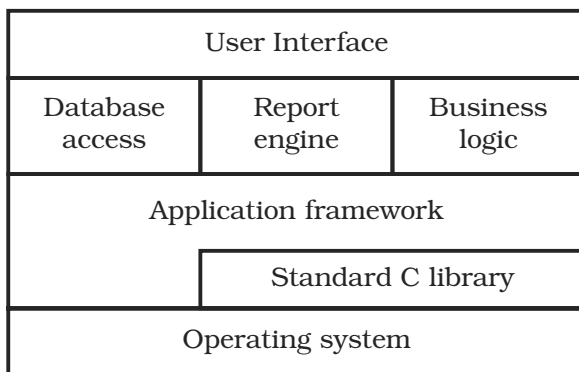 User Interface
Database
access
Report
engine
Business
logic
Application framework
Standard C library
Operating system